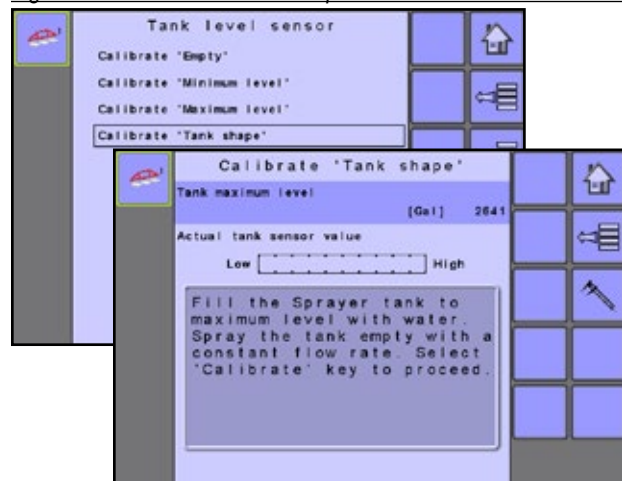 Tank level sensor
Calibrate 'Empty'
Calibrate 'Minimum level'
Calibrate 'Maximum level'
Calibrate 'Tank shape'
Calibrate 'Tank shape'
Tank maximum level
[Gal] 2641
Actual tank sensor value
Low High
Fill the Sprayer tank to
maximum level with water.
Spray the tank empty with a
constant flow rate. Select
'Calibrate' key to proceed.